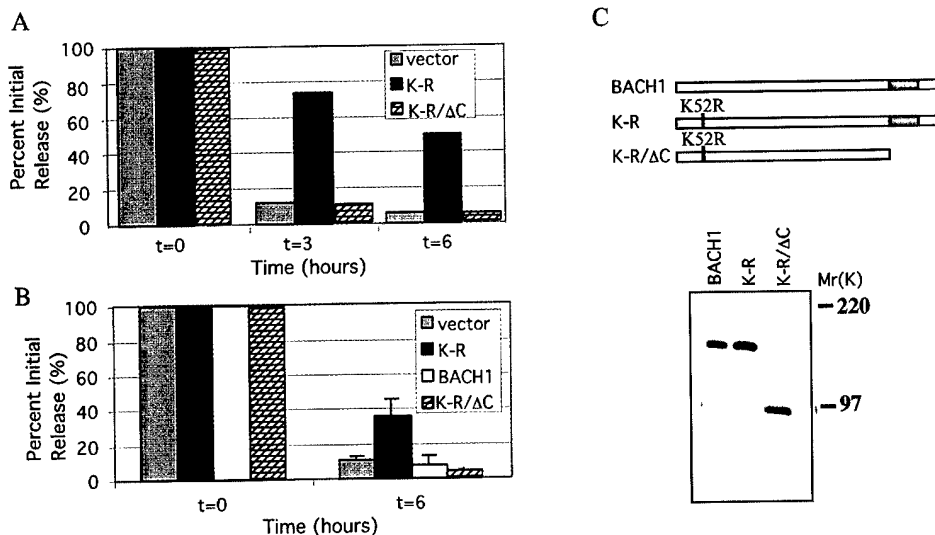 A
Percent Initial
Release (%)
100
80
60
40
20
0
vector
K-R
K-R/ΔC
t=0
t=3
t=6
Time (hours)
B
Percent Initial
Release (%)
100
80
60
40
20
0
vector
K-R
BACH1
K-R/ΔC
t=0
t=6
Time (hours)
C
BACH1
K52R
K-R
K52R
K-R/ΔC
BACH1
K-R
K-R/ΔC
Mr(K)
220
97